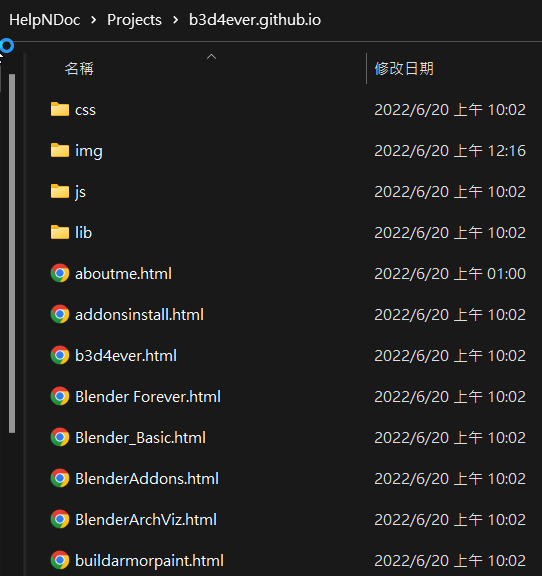 HelpNDoc > Projects > b3d4ever.github.io
名稱 修改日期
css 2022/6/20 上午 10:02
img 2022/6/20 上午 12:16
js 2022/6/20 上午 10:02
lib 2022/6/20 上午 10:02
aboutme.html 2022/6/20 上午 01:00
addonsinstall.html 2022/6/20 上午 10:02
b3d4ever.html 2022/6/20 上午 10:02
Blender Forever.html 2022/6/20 上午 10:02
Blender_Basic.html 2022/6/20 上午 10:02
BlenderAddons.html 2022/6/20 上午 10:02
BlenderArchViz.html 2022/6/20 上午 10:02
buildarmorpaint.html 2022/6/20 上午 10:02